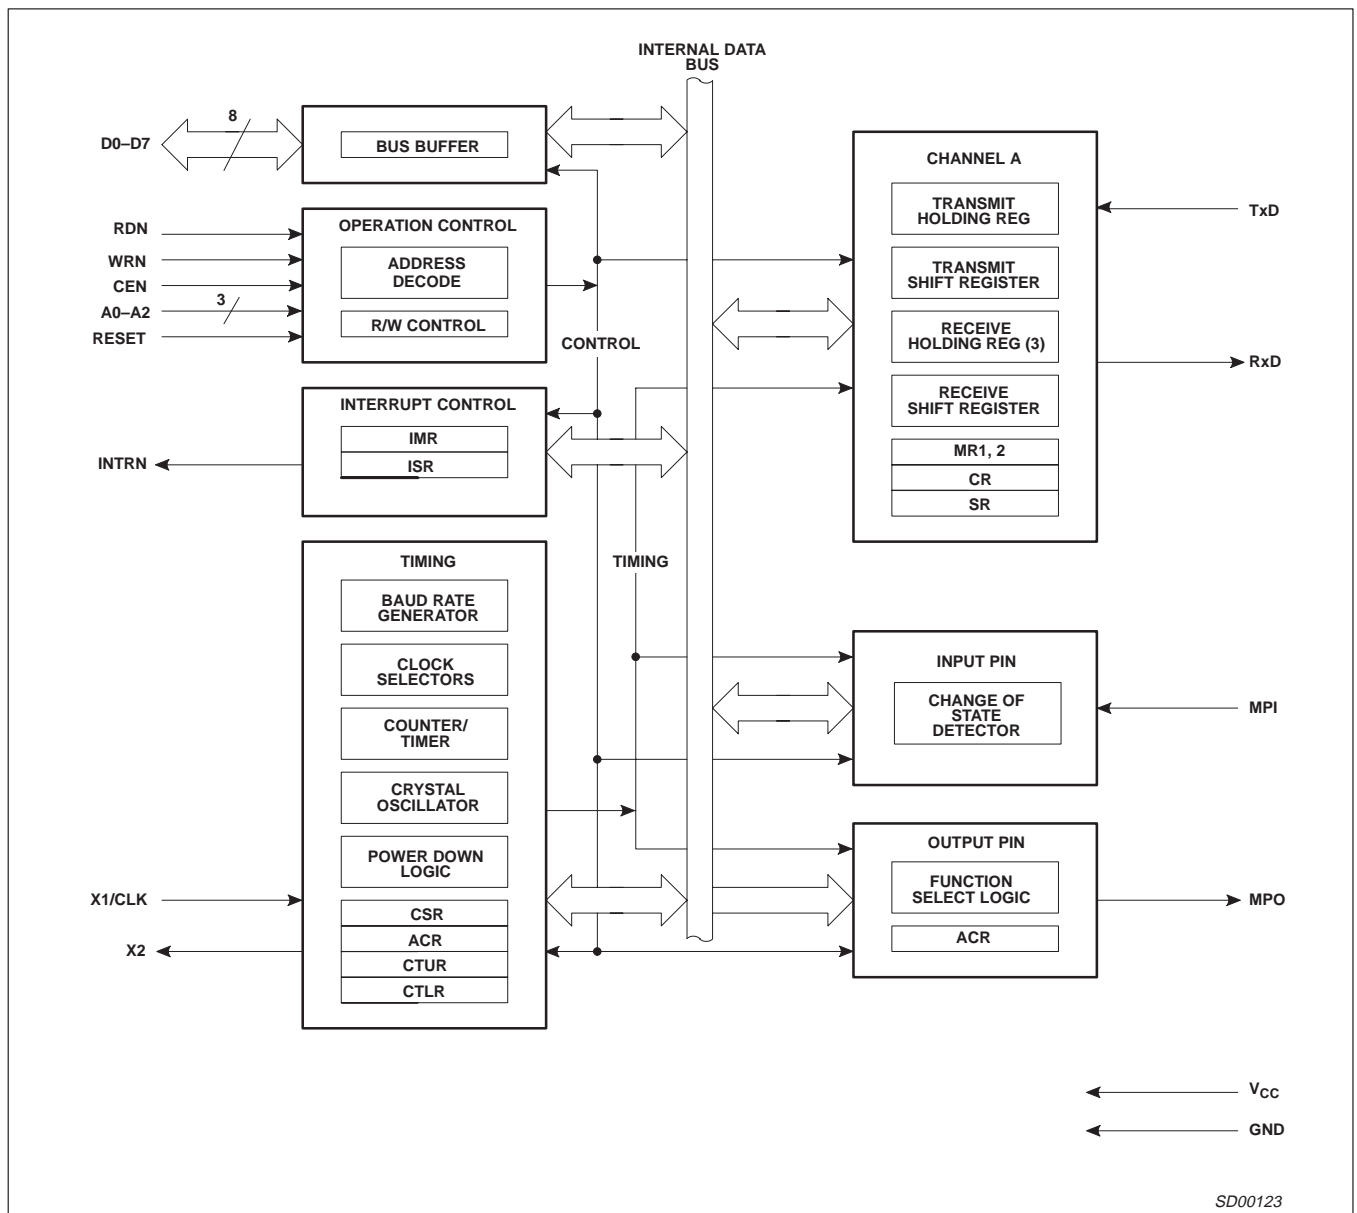 INTERNAL DATA
BUS
D0–D7
8
BUS BUFFER
RDN
WRN
CEN
A0–A2
3
RESET
OPERATION CONTROL
ADDRESS
DECODE
R/W CONTROL
CONTROL
INTRN
INTERRUPT CONTROL
IMR
ISR
TIMING
BAUD RATE
GENERATOR
CLOCK
SELECTORS
COUNTER/
TIMER
CRYSTAL
OSCILLATOR
POWER DOWN
LOGIC
CSR
ACR
CTUR
CTLR
X1/CLK
X2
TIMING
CHANNEL A
TRANSMIT
HOLDING REG
TRANSMIT
SHIFT REGISTER
RECEIVE
HOLDING REG (3)
RECEIVE
SHIFT REGISTER
MR1, 2
CR
SR
TxD
RxD
INPUT PIN
CHANGE OF
STATE
DETECTOR
MPI
OUTPUT PIN
FUNCTION
SELECT LOGIC
ACR
MPO
VCC
GND
SD00123